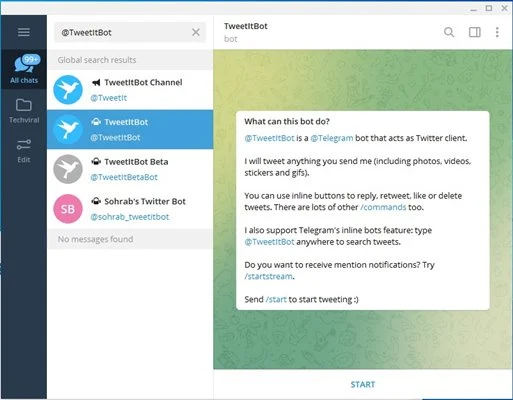 @TweetItBot
TweetItBot
bot
99+
All chats
Techviral
Edit
Global search results
TweetItBot Channel
@TweetIt
TweetItBot
@TweetItBot
TweetItBot Beta
@TweetItBetaBot
SB
Sohrab's Twitter Bot
@sohrab_tweetitbot
No messages found
What can this bot do?
@TweetItBot is a @Telegram bot that acts as Twitter client.
I will tweet anything you send me (including photos, videos,
stickers and gifs).
You can use inline buttons to reply, retweet, like or delete
tweets. There are lots of other /commands too.
I also support Telegram's inline bots feature: type
@TweetItBot anywhere to search tweets.
Do you want to receive mention notifications? Try
/startstream.
Send /start to start tweeting :)
START